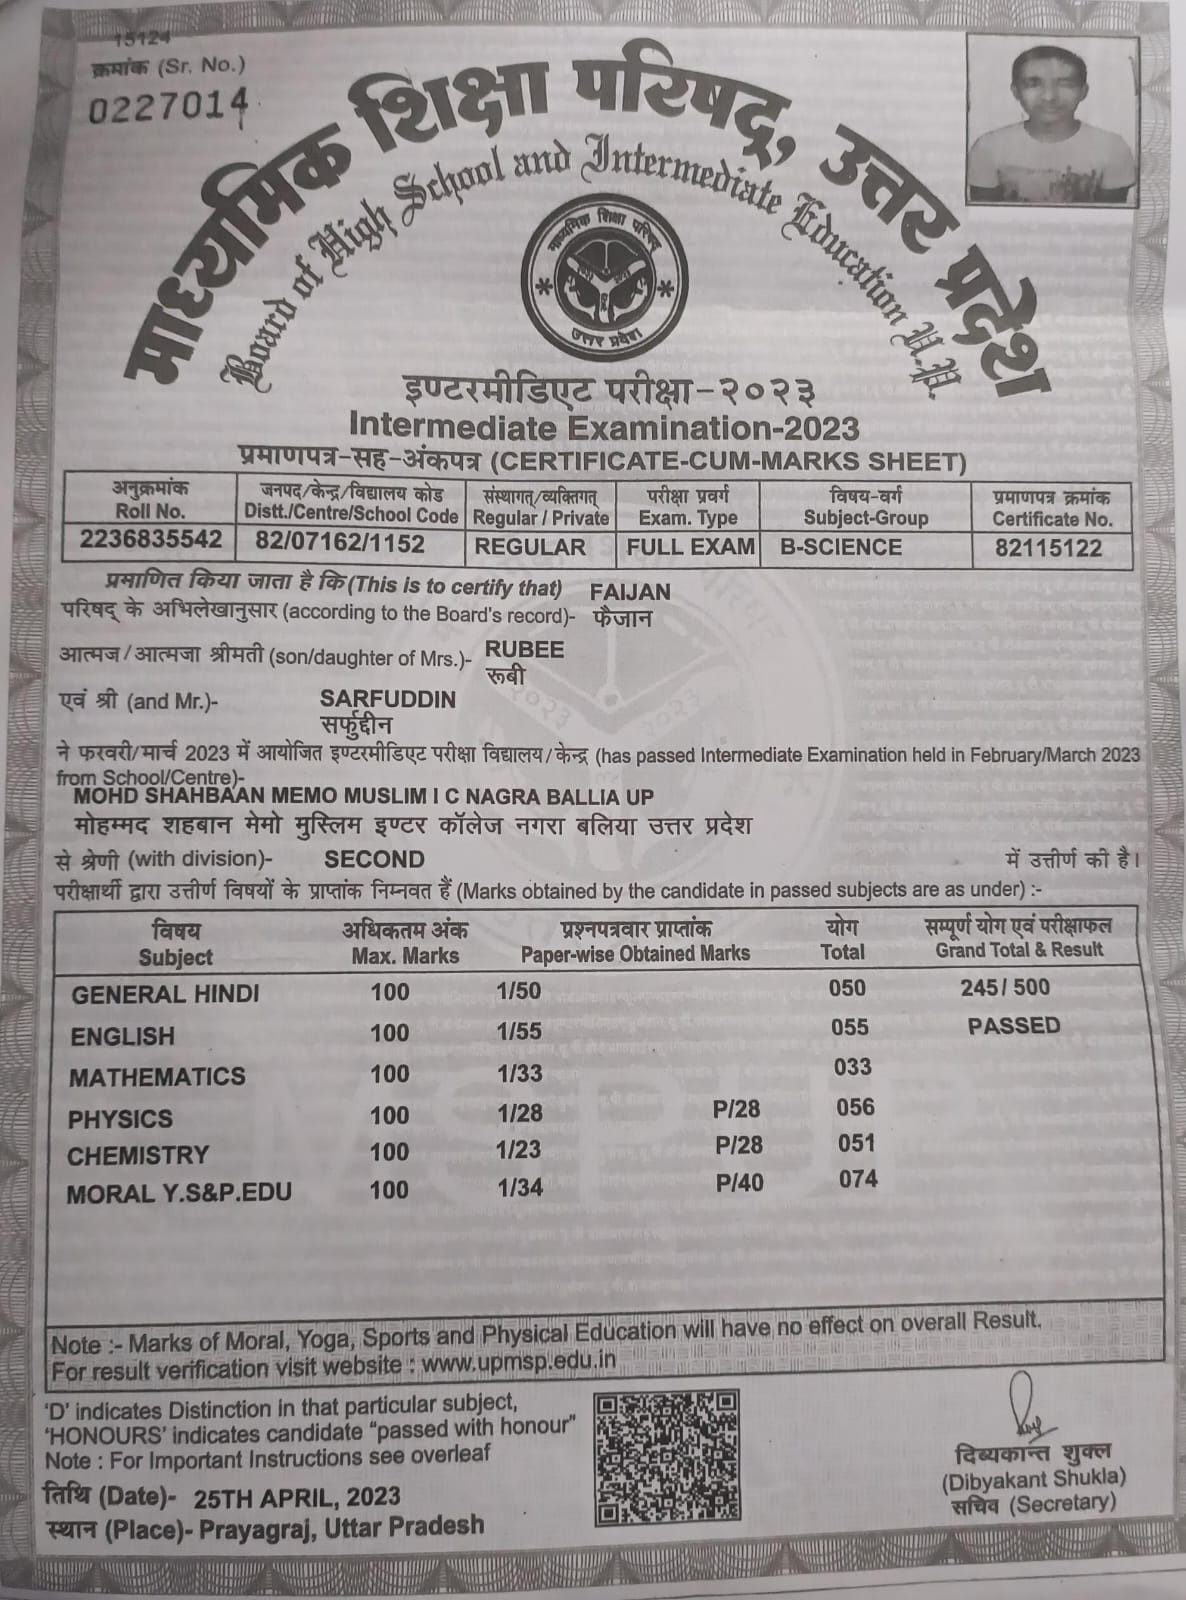 15124
क्रमांक (Sr. No.)
0227014
माध्यमिक शिक्षा परिषद्, उत्तर प्रदेश
Board of High School and Intermediate Education U.P.
माध्यमिक शिक्षा परिषद्
उत्तर प्रदेश
इण्टरमीडिएट परीक्षा-२०२३
Intermediate Examination-2023
प्रमाणपत्र-सह-अंकपत्र (CERTIFICATE-CUM-MARKS SHEET)
अनुक्रमांक जनपद/केन्द्र/विद्यालय कोड संस्थागत्/व्यक्तिगत् परीक्षा प्रवर्ग विषय-वर्ग प्रमाणपत्र क्रमांक
Roll No. Distt./Centre/School Code Regular / Private Exam. Type Subject-Group Certificate No.
2236835542 82/07162/1152 REGULAR FULL EXAM B-SCIENCE 82115122
प्रमाणित किया जाता है कि (This is to certify that) FAIJAN
परिषद् के अभिलेखानुसार (according to the Board's record)- फैजान
आत्मज/आत्मजा श्रीमती (son/daughter of Mrs.)- RUBEE
रूबी
एवं श्री (and Mr.)- SARFUDDIN
सर्फुद्दीन
ने फरवरी/मार्च 2023 में आयोजित इण्टरमीडिएट परीक्षा विद्यालय/केन्द्र (has passed Intermediate Examination held in February/March 2023
from School/Centre)-
MOHD SHAHBAAN MEMO MUSLIM I C NAGRA BALLIA UP
मोहम्मद शहबान मेमो मुस्लिम इण्टर कॉलेज नगरा बलिया उत्तर प्रदेश
से श्रेणी (with division)- SECOND में उत्तीर्ण की है।
परीक्षार्थी द्वारा उत्तीर्ण विषयों के प्राप्तांक निम्नवत हैं (Marks obtained by the candidate in passed subjects are as under) :-
विषय अधिकतम अंक प्रश्नपत्रवार प्राप्तांक योग सम्पूर्ण योग एवं परीक्षाफल
Subject Max. Marks Paper-wise Obtained Marks Total Grand Total & Result
GENERAL HINDI 100 1/50 050 245/ 500
ENGLISH 100 1/55 055 PASSED
MATHEMATICS 100 1/33 033
PHYSICS 100 1/28 P/28 056
CHEMISTRY 100 1/23 P/28 051
MORAL Y.S&P.EDU 100 1/34 P/40 074
Note :- Marks of Moral, Yoga, Sports and Physical Education will have no effect on overall Result.
For result verification visit website : www.upmsp.edu.in
'D' indicates Distinction in that particular subject,
'HONOURS' indicates candidate "passed with honour"
Note : For Important Instructions see overleaf
तिथि (Date)- 25TH APRIL, 2023
स्थान (Place)- Prayagraj, Uttar Pradesh
दिब्यकान्त शुक्ल
(Dibyakant Shukla)
सचिव (Secretary)